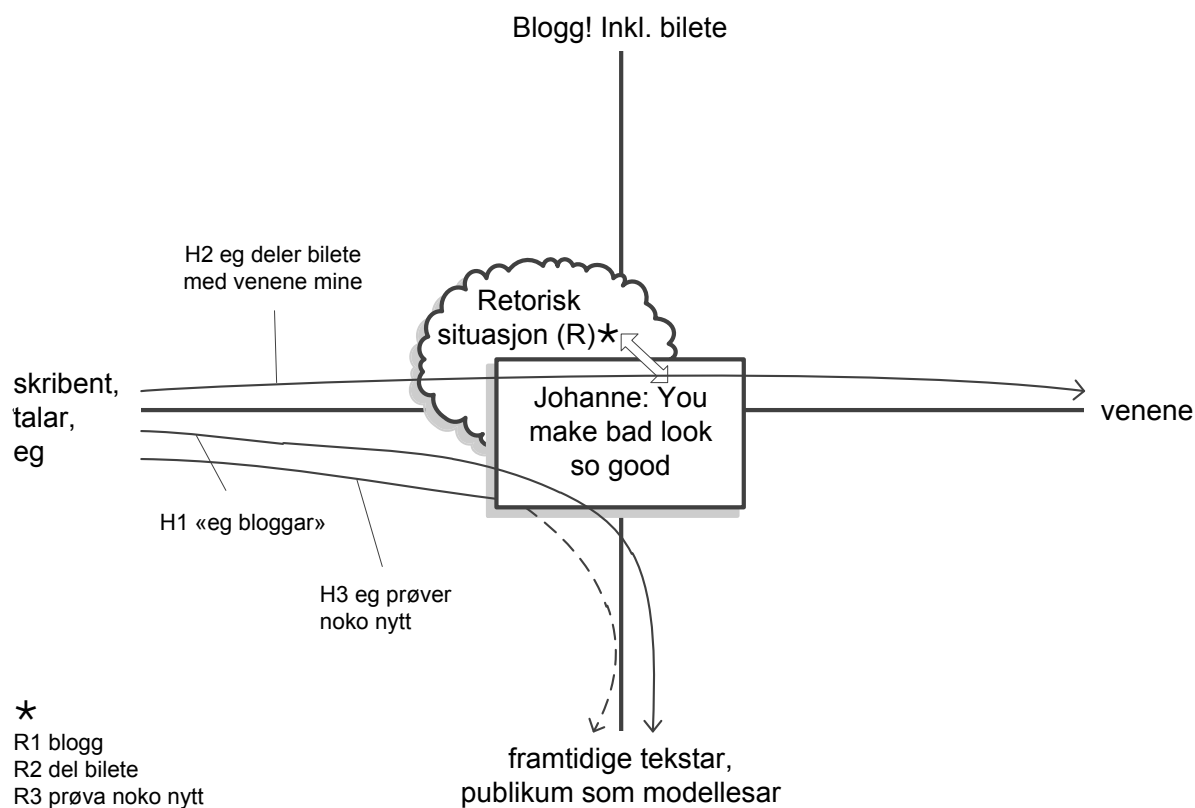 Blogg! Inkl. bilete
H2 eg deler bilete
med venene mine
Retorisk
situasjon (R)*
skribent,
talar,
eg
Johanne: You
make bad look
so good
venene
H1 «eg bloggar»
H3 eg prøver
noko nytt
*
R1 blogg
R2 del bilete
R3 prøva noko nytt
framtidige tekstar,
publikum som modellesar